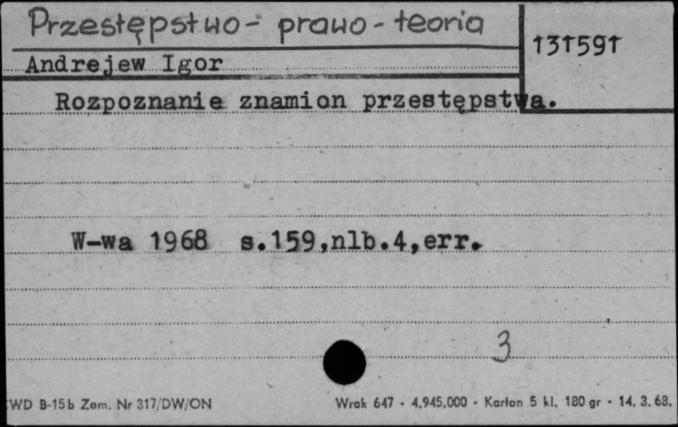 Przestępstwo - prawo - teoria
131591
Andrejew Igor
Rozpoznanie znamion przestępstwa.
W-wa 1968 s.159,nlb.4,err.
3
WD B-15b Zam. Nr 317/DW/ON
Wrak 647 - 4.945.000 - Karton 5 kl. 180 gr - 14. 3. 68.